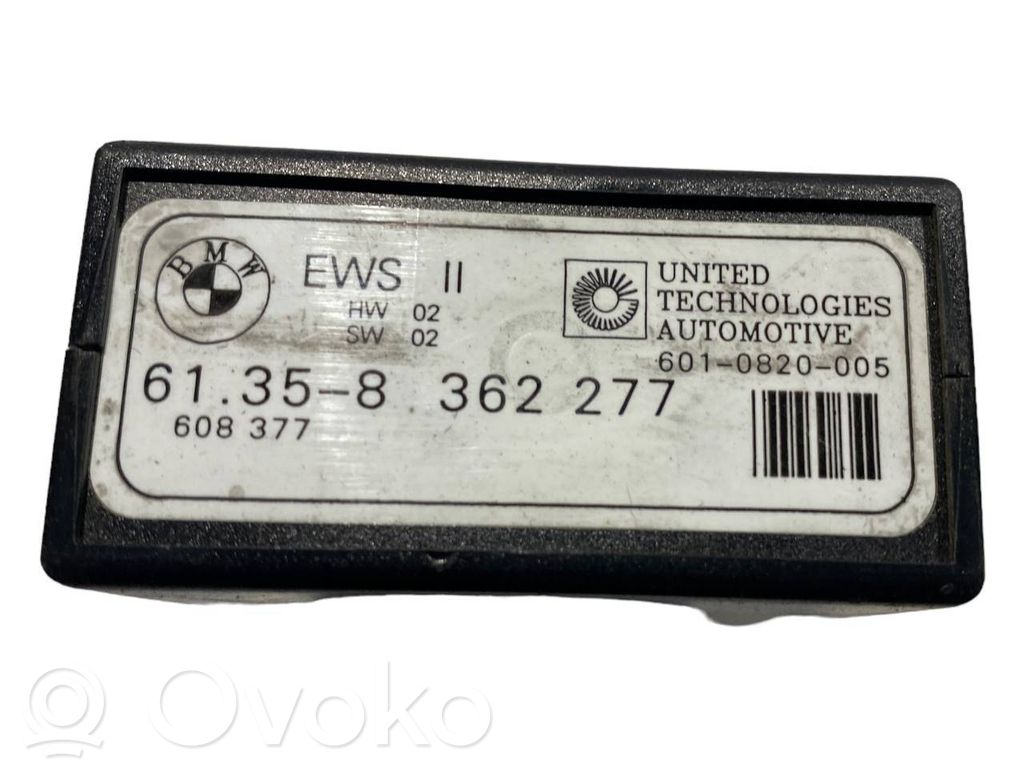 BMW
EWS II
HW 02
SW 02
UNITED
TECHNOLOGIES
AUTOMOTIVE
601-0820-005
61.35-8 362 277
608 377
Ovoko